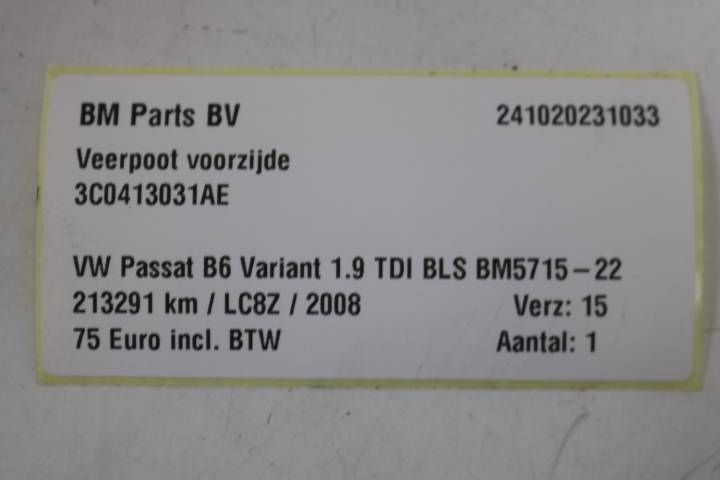 BM Parts BV 241020231033
Veerpoot voorzijde
3C0413031AE
VW Passat B6 Variant 1.9 TDI BLS BM5715-22
213291 km / LC8Z / 2008 Verz: 15
75 Euro incl. BTW Aantal: 1